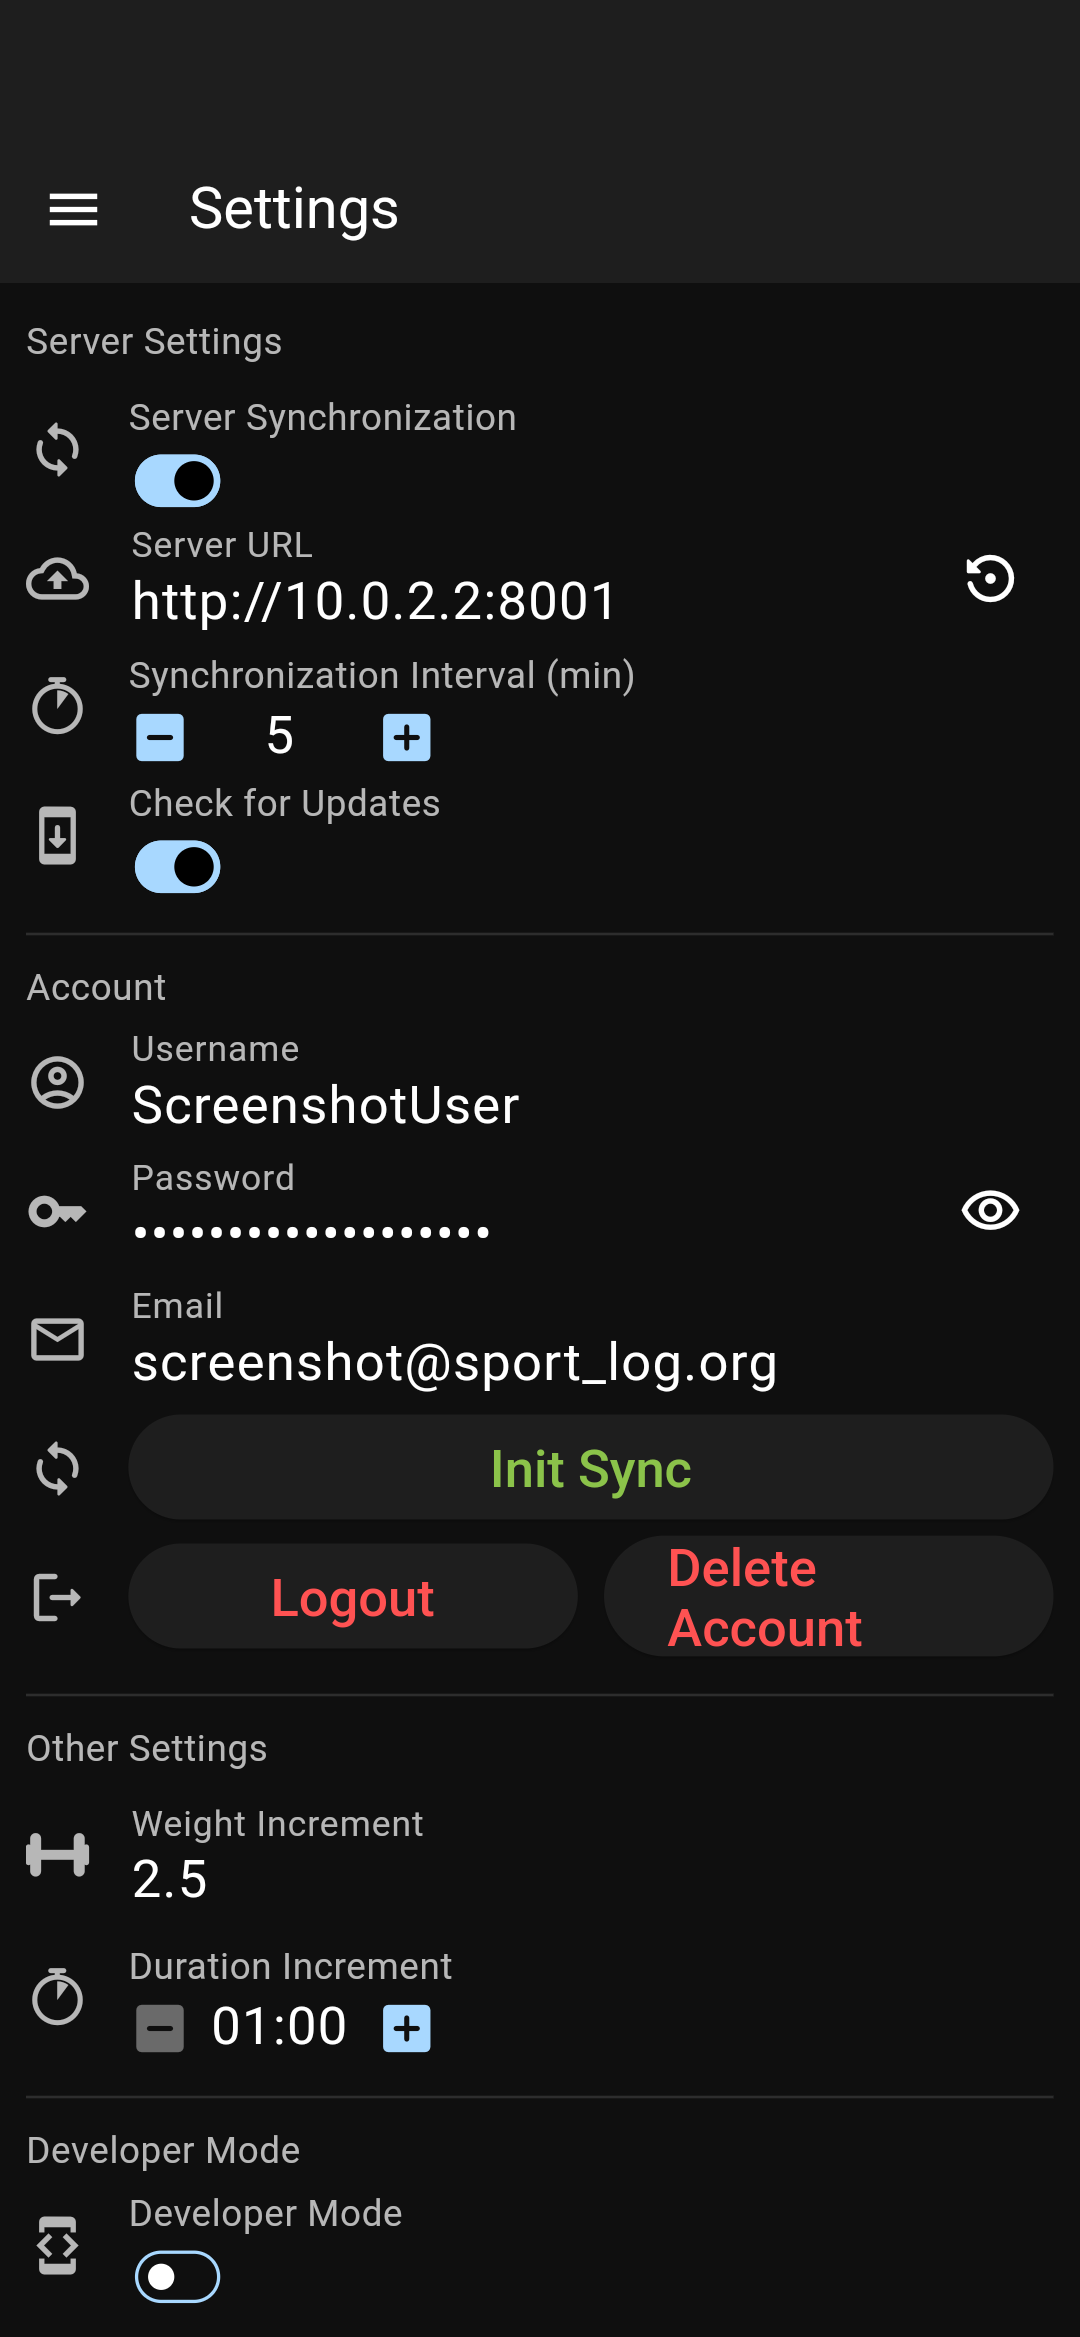 Settings
Server Settings
Server Synchronization
Server URL
http://10.0.2.2:8001
Synchronization Interval (min)
5
Check for Updates
Account
Username
ScreenshotUser
Password
•••••••••••••••••••
Email
screenshot@sport_log.org
Init Sync
Logout
Delete
Account
Other Settings
Weight Increment
2.5
Duration Increment
01:00
Developer Mode
Developer Mode